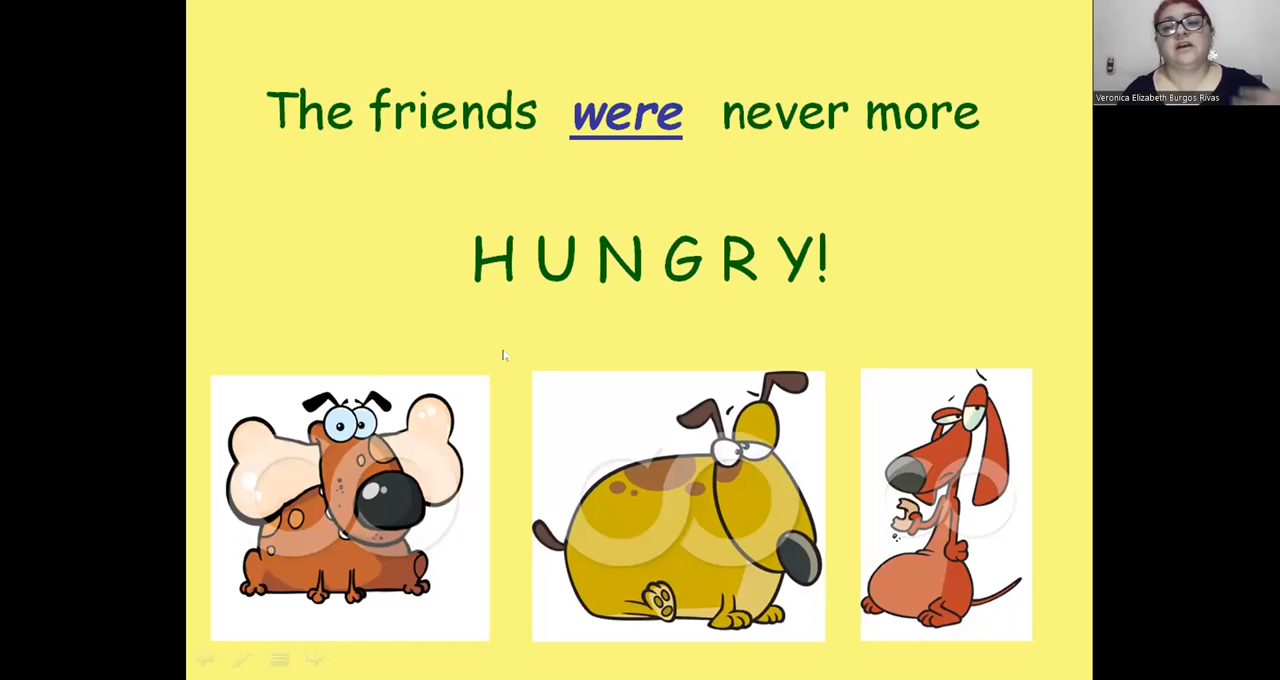 The friends were never more
H U N G R Y!
Veronica Elizabeth Burgos Rivas